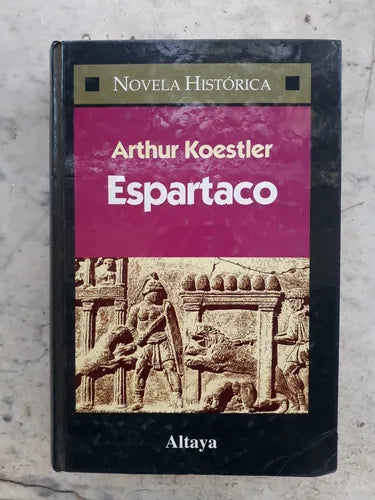 NOVELA HISTÓRICA
Arthur Koestler
Espartaco
Altaya